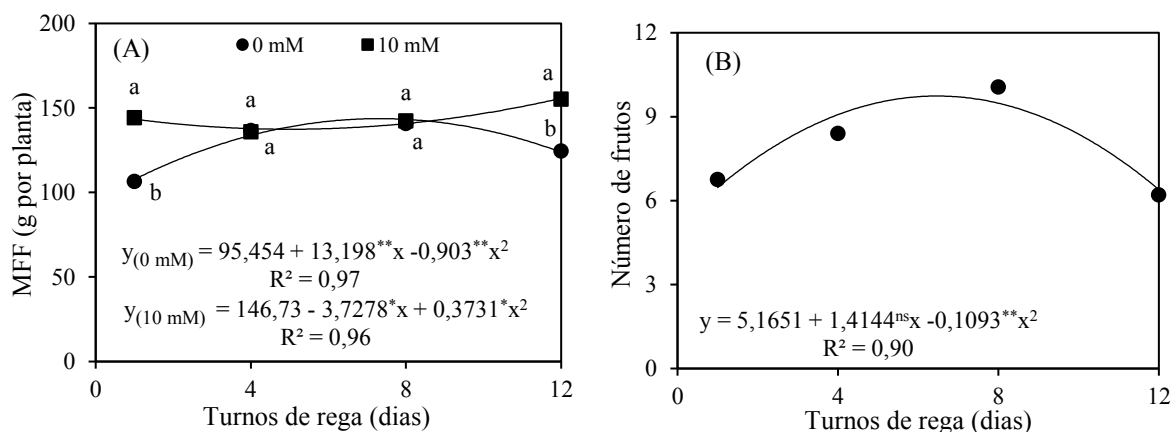 (A)
0 mM
10 mM
200
150
100
50
0
MFF (g por planta)
a
a
a
a
b
a
a
b
y(0 mM) = 95,454 + 13,198**x -0,903**x²
R² = 0,97
y(10 mM) = 146,73 - 3,7278*x + 0,3731*x²
R² = 0,96
0
4
8
12
Turnos de rega (dias)
(B)
12
9
6
3
0
Número de frutos
y = 5,1651 + 1,4144ⁿˢx -0,1093**x²
R² = 0,90
0
4
8
12
Turnos de rega (dias)